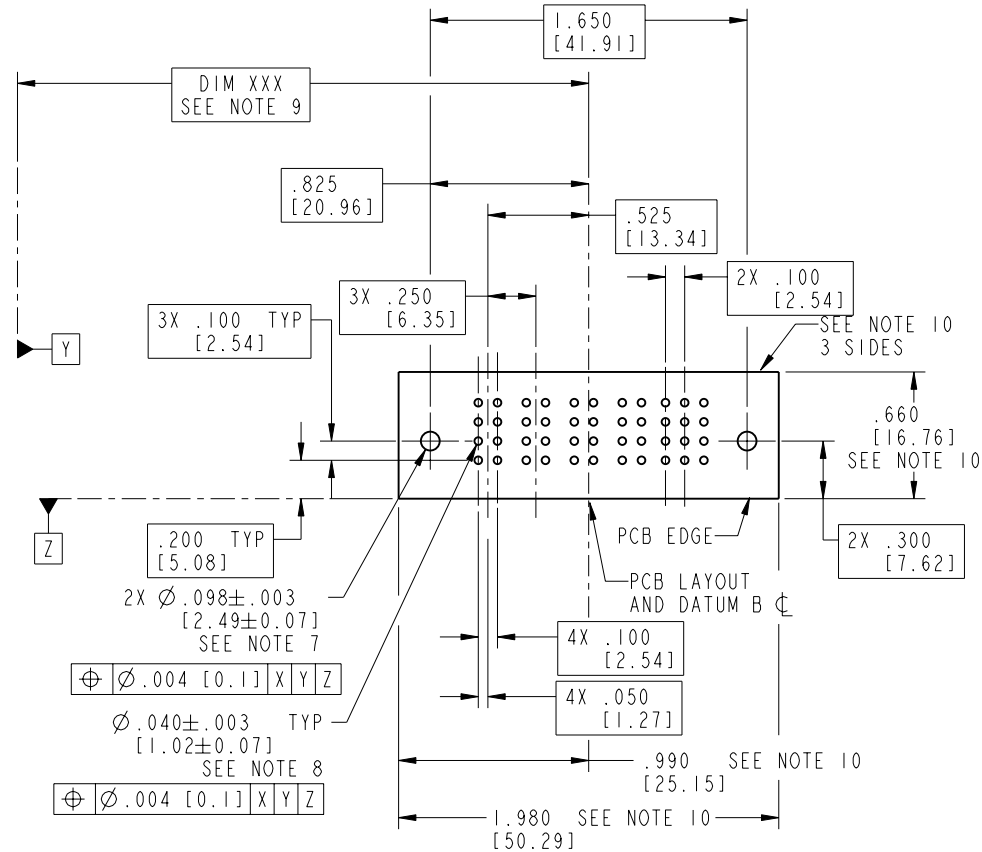 1.650
[41.91]
DIM XXX
SEE NOTE 9
.825
[20.96]
.525
[13.34]
2X .100
[2.54]
3X .250
[6.35]
3X .100 TYP
[2.54]
SEE NOTE 10
3 SIDES
Y
.660
[16.76]
SEE NOTE 10
Z
.200 TYP
[5.08]
PCB EDGE
2X .300
[7.62]
PCB LAYOUT
AND DATUM B ℄
2X Ø.098±.003
[2.49±0.07]
SEE NOTE 7
⌖ Ø.004 [0.1] X Y Z
4X .100
[2.54]
4X .050
[1.27]
Ø.040±.003 TYP
[1.02±0.07]
SEE NOTE 8
⌖ Ø.004 [0.1] X Y Z
.990 SEE NOTE 10
[25.15]
1.980 SEE NOTE 10
[50.29]